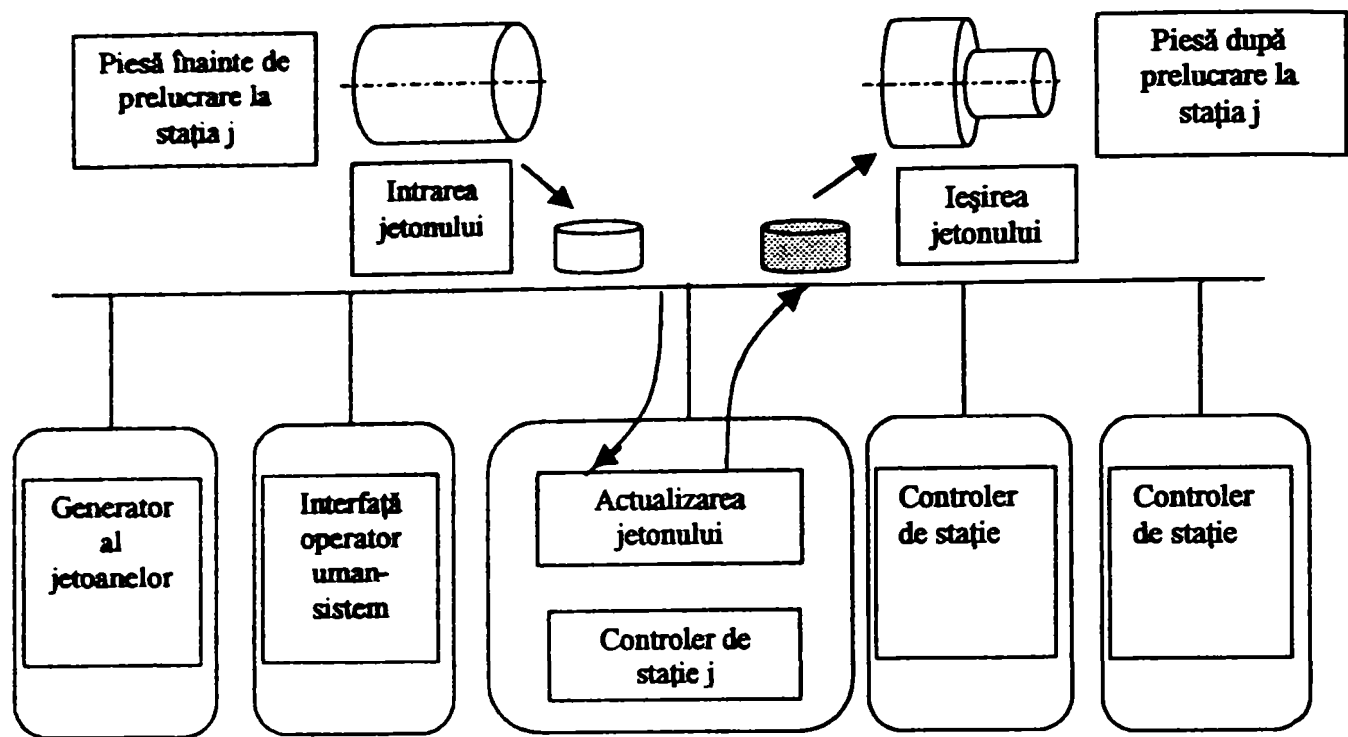 Piesă înainte de
prelucrare la
stația j
Piesă după
prelucrare la
stația j
Intrarea
jetonului
Ieşirea
jetonului
Generator
al
jetoanelor
Interfață
operator
uman-
sistem
Actualizarea
jetonului
Controler de
stație j
Controler
de stație
Controler
de stație